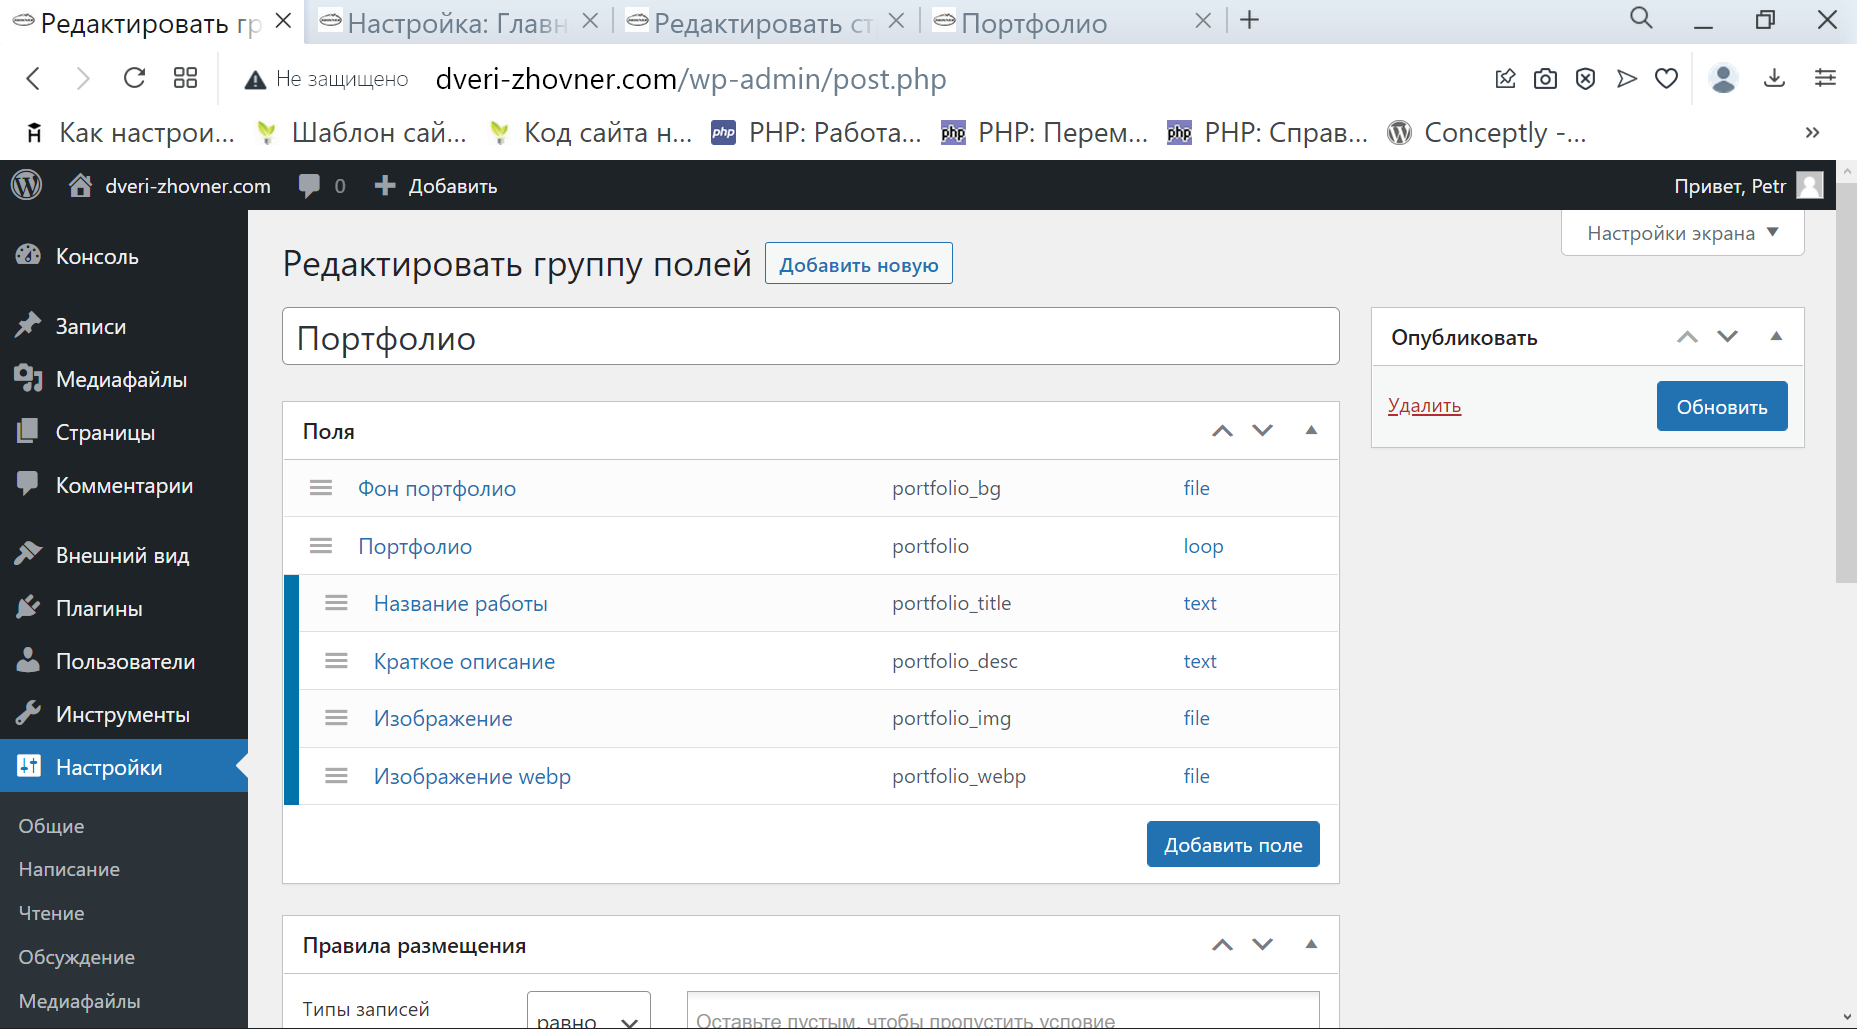 Редактировать гр
Настройка: Главн
Редактировать ст
Портфолио
Не защищено
dveri-zhovner.com/wp-admin/post.php
Как настрои...
Шаблон сай...
Код сайта н...
PHP: Работа...
PHP: Перем...
PHP: Справ...
Conceptly -...
dveri-zhovner.com
0
Добавить
Привет, Petr
Настройки экрана
Консоль
Записи
Медиафайлы
Страницы
Комментарии
Внешний вид
Плагины
Пользователи
Инструменты
Настройки
Общие
Написание
Чтение
Обсуждение
Медиафайлы
Редактировать группу полей
Добавить новую
Портфолио
Поля
Фон портфолио portfolio_bg file
Портфолио portfolio loop
Название работы portfolio_title text
Краткое описание portfolio_desc text
Изображение portfolio_img file
Изображение webp portfolio_webp file
Добавить поле
Правила размещения
Типы записей
равно
Оставьте пустым, чтобы пропустить условие
Опубликовать
Удалить
Обновить